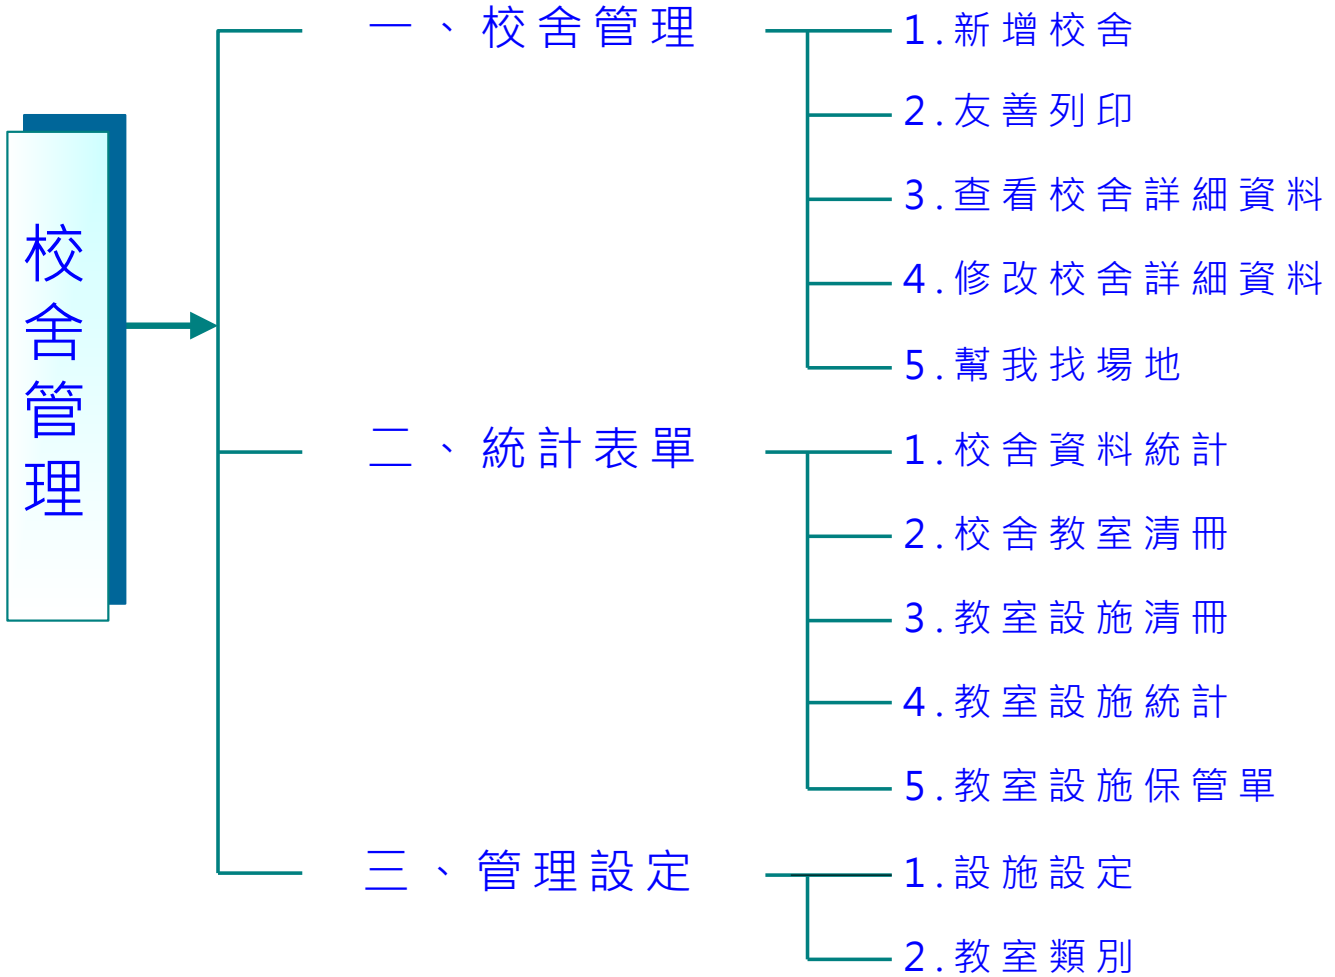 校舍管理
一、校舍管理
1.新增校舍
2.友善列印
3.查看校舍詳細資料
4.修改校舍詳細資料
5.幫我找場地
二、統計表單
1.校舍資料統計
2.校舍教室清冊
3.教室設施清冊
4.教室設施統計
5.教室設施保管單
三、管理設定
1.設施設定
2.教室類別